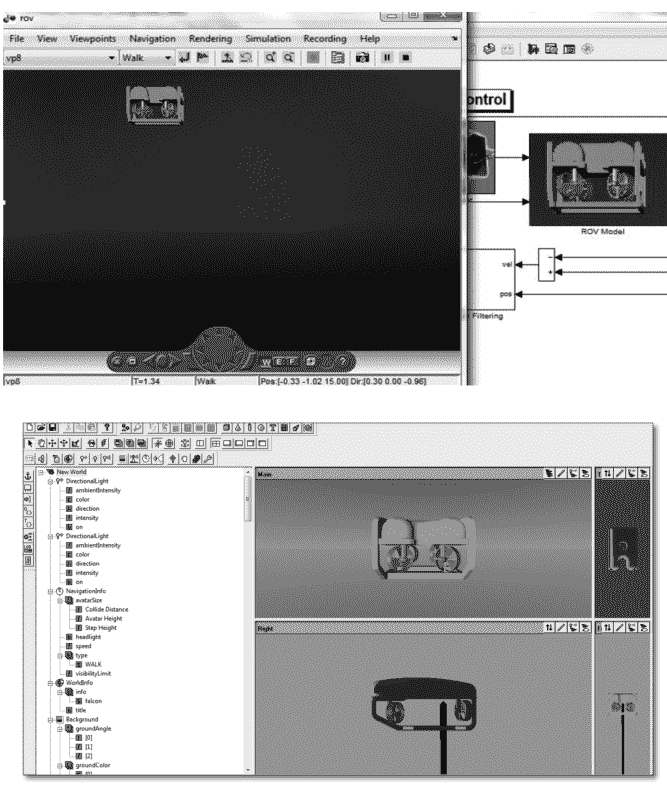 rov
File View Viewpoints Navigation Rendering Simulation Recording Help
vp8 Walk
ontrol
ROV Model
vel
pos
Filtering
vp8 T=1.34 Walk Pos:[-0.33 -1.02 15.00] Dir:[0.30 0.00 -0.96]
New World
DirectionalLight
ambientIntensity
color
direction
intensity
on
DirectionalLight
ambientIntensity
color
direction
intensity
on
NavigationInfo
avatarSize
Collide Distance
Avatar Height
Step Height
headlight
speed
type
WALK
visibilityLimit
WorldInfo
info
falcon
title
Background
groundAngle
[0]
[1]
[2]
groundColor
Main
Right